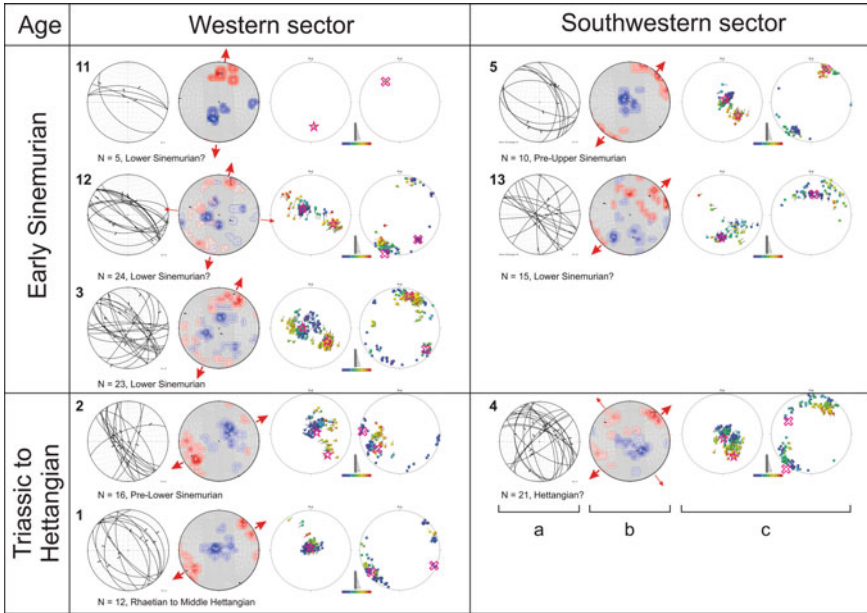 Age
Western sector
Southwestern sector
Early Sinemurian
11
N = 5, Lower Sinemurian?
12
N = 24, Lower Sinemurian?
3
N = 23, Lower Sinemurian
5
N = 10, Pre-Upper Sinemurian
13
N = 15, Lower Sinemurian?
Triassic to
Hettangian
2
N = 16, Pre-Lower Sinemurian
1
N = 12, Rhaetian to Middle Hettangian
4
N = 21, Hettangian?
a
b
c